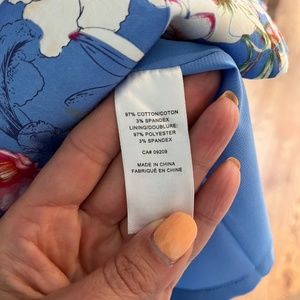 97% COTTON/COTON
3% SPANDEX
LINING/DOUBLURE:
97% POLYESTER
3% SPANDEX
CA# 09209
MADE IN CHINA
FABRIQUÉ EN CHINE